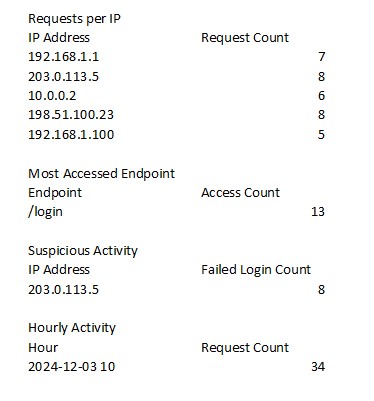 Requests per IP
IP Address Request Count
192.168.1.1 7
203.0.113.5 8
10.0.0.2 6
198.51.100.23 8
192.168.1.100 5
Most Accessed Endpoint
Endpoint Access Count
/login 13
Suspicious Activity
IP Address Failed Login Count
203.0.113.5 8
Hourly Activity
Hour Request Count
2024-12-03 10 34